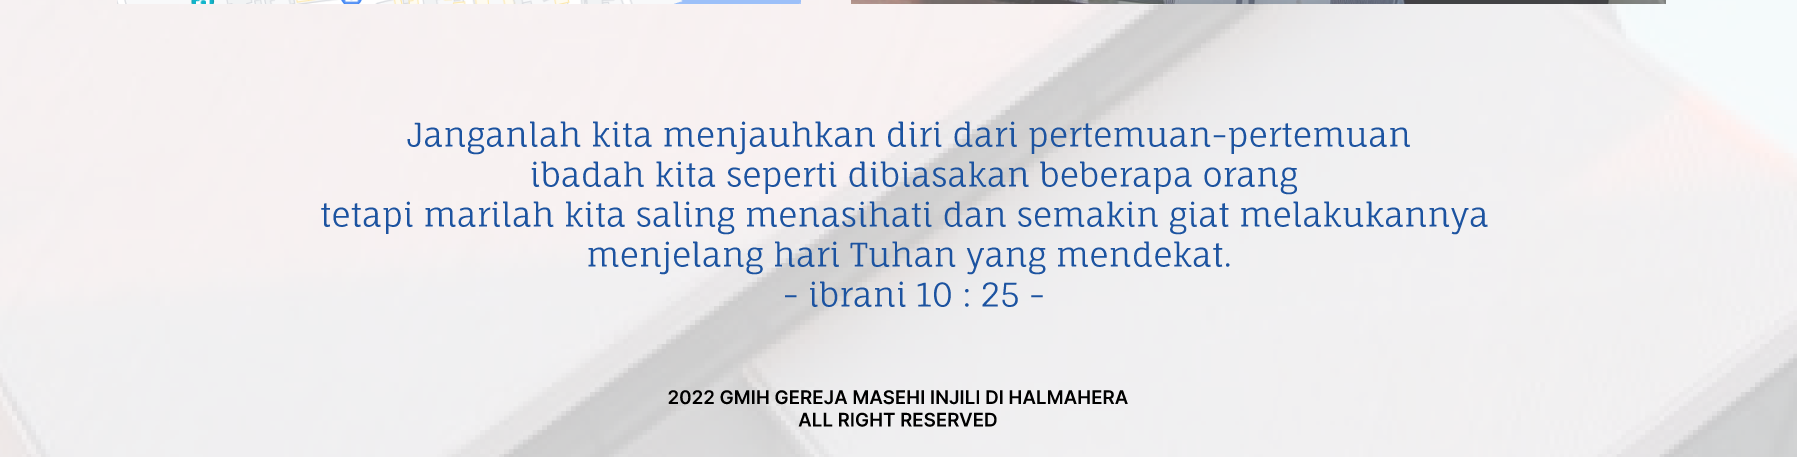 Janganlah kita menjauhkan diri dari pertemuan-pertemuan
ibadah kita seperti dibiasakan beberapa orang
tetapi marilah kita saling menasihati dan semakin giat melakukannya
menjelang hari Tuhan yang mendekat.
- ibrani 10 : 25 -
2022 GMIH GEREJA MASEHI INJILI DI HALMAHERA
ALL RIGHT RESERVED